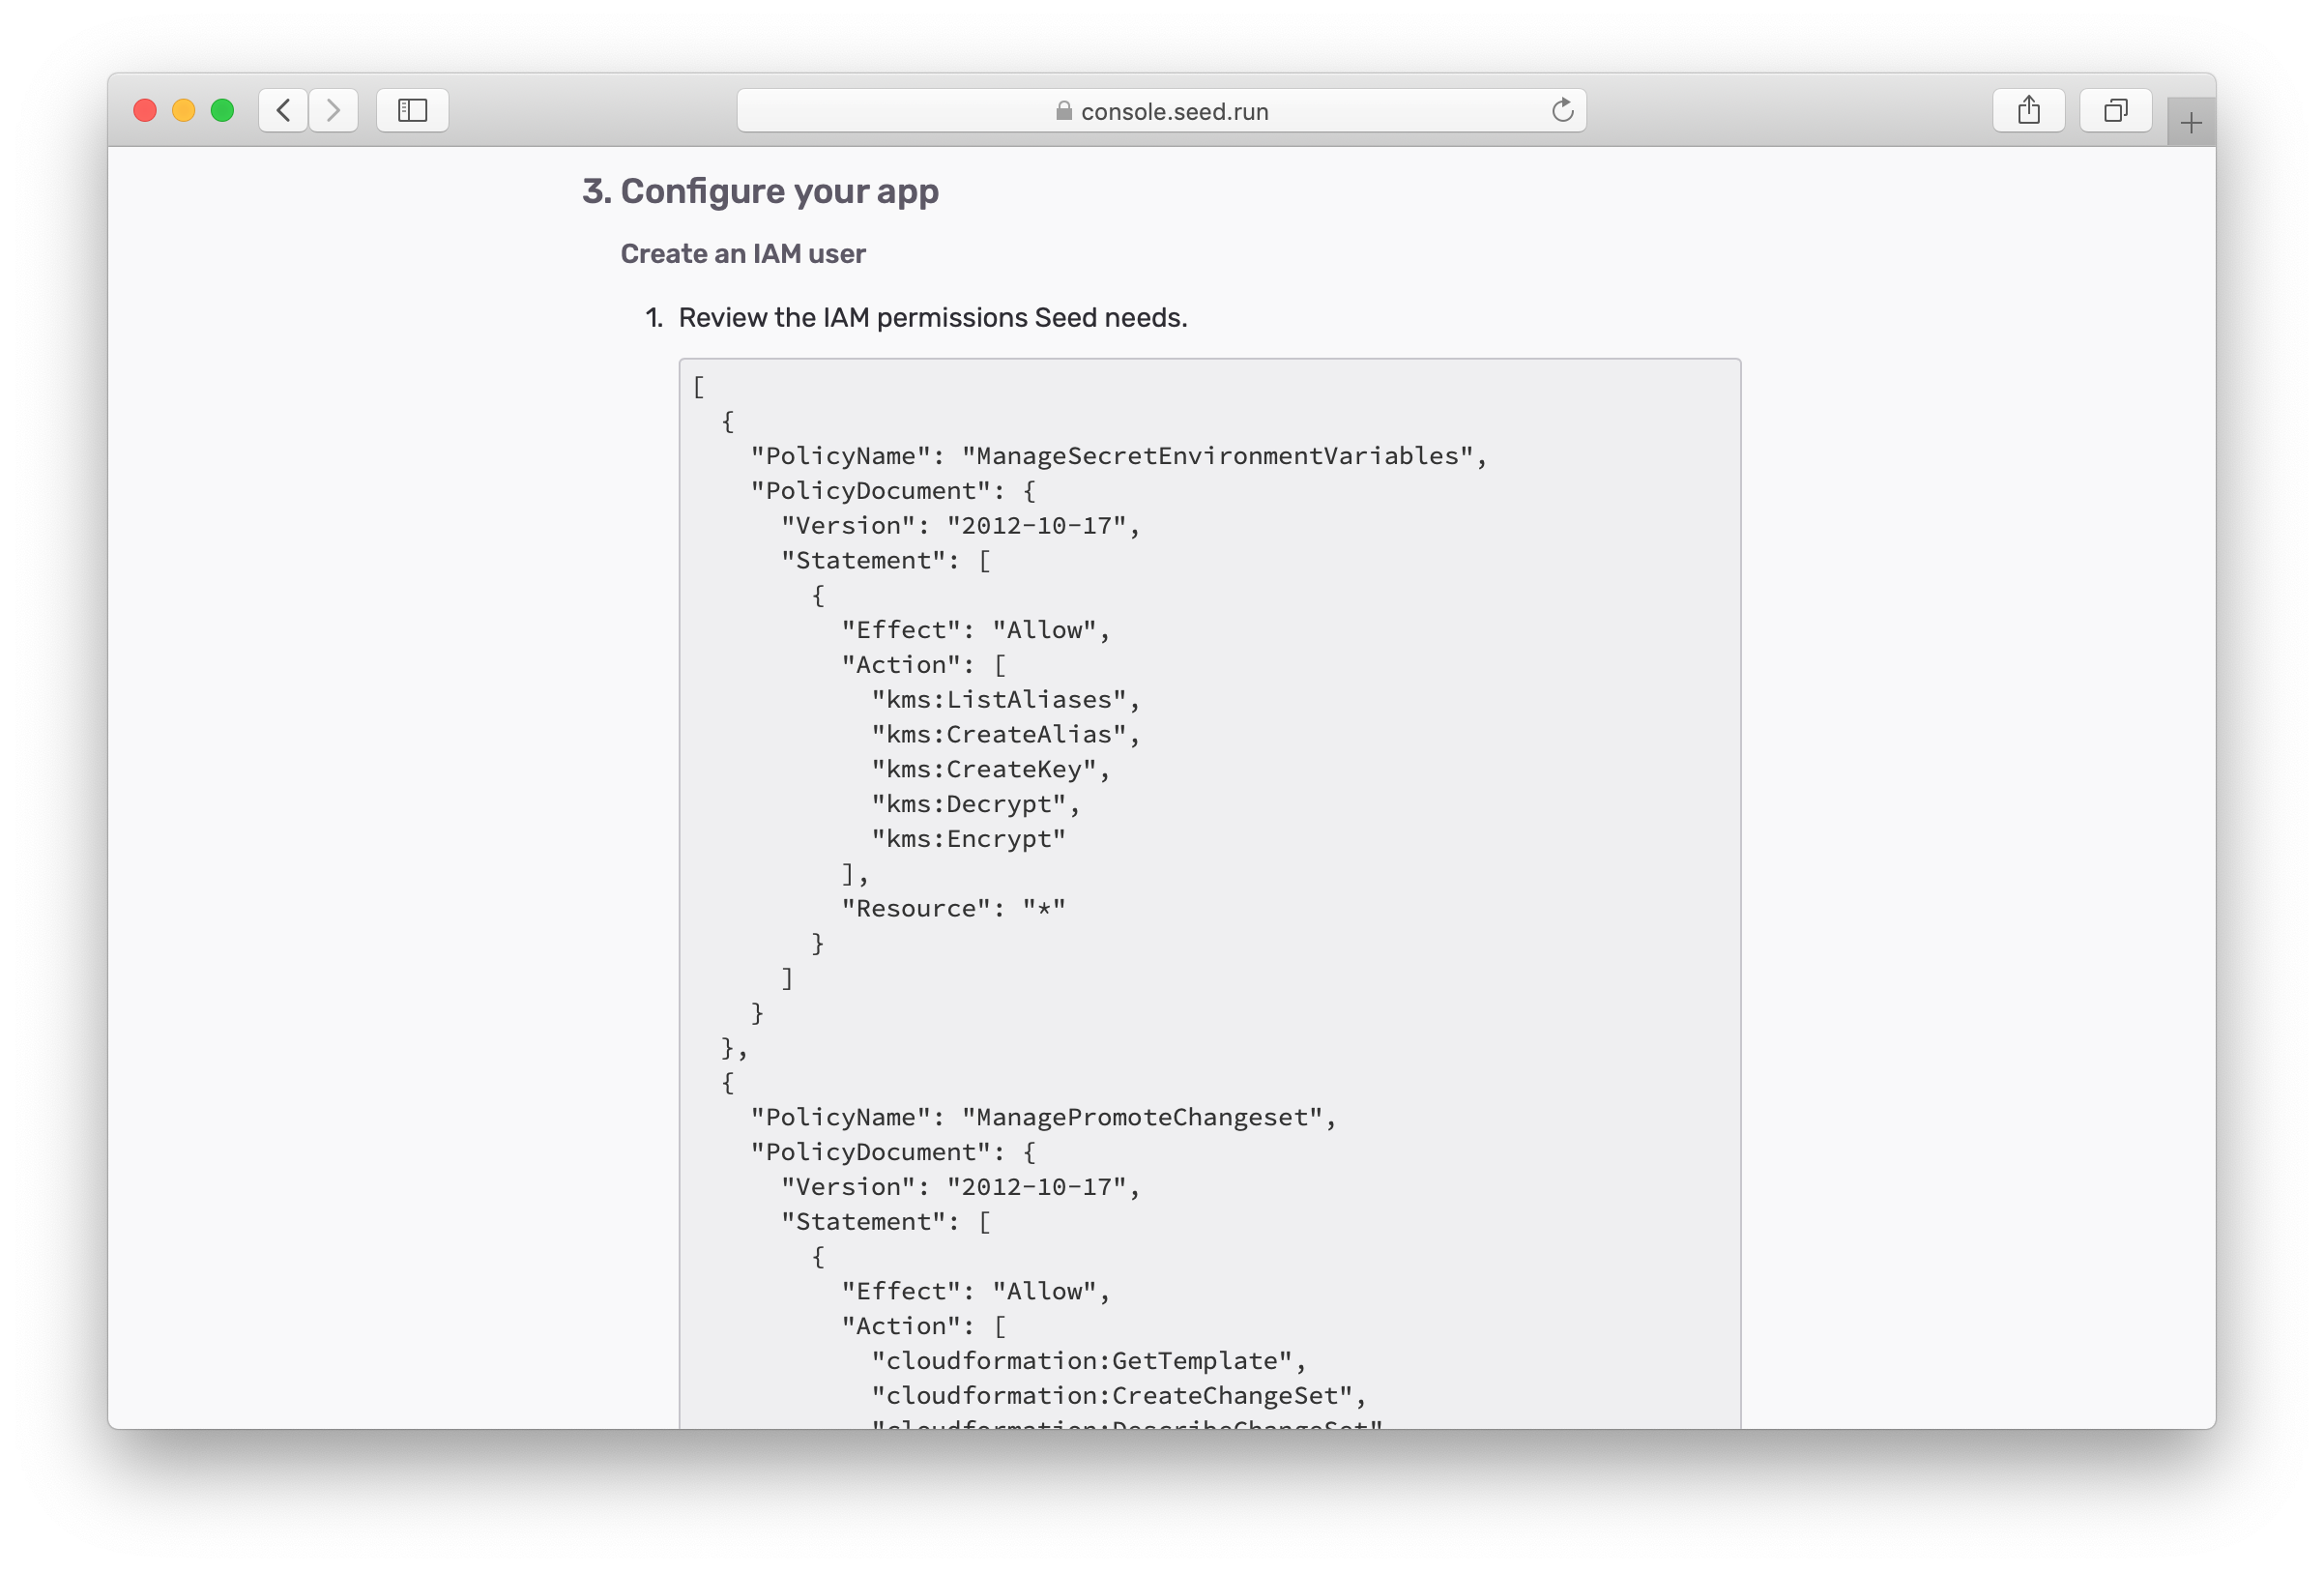 console.seed.run
3. Configure your app
Create an IAM user
1. Review the IAM permissions Seed needs.
[
  {
    "PolicyName": "ManageSecretEnvironmentVariables",
    "PolicyDocument": {
      "Version": "2012-10-17",
      "Statement": [
        {
          "Effect": "Allow",
          "Action": [
            "kms:ListAliases",
            "kms:CreateAlias",
            "kms:CreateKey",
            "kms:Decrypt",
            "kms:Encrypt"
          ],
          "Resource": "*"
        }
      ]
    }
  },
  {
    "PolicyName": "ManagePromoteChangeset",
    "PolicyDocument": {
      "Version": "2012-10-17",
      "Statement": [
        {
          "Effect": "Allow",
          "Action": [
            "cloudformation:GetTemplate",
            "cloudformation:CreateChangeSet",
            "cloudformation:DescribeChangeSet"